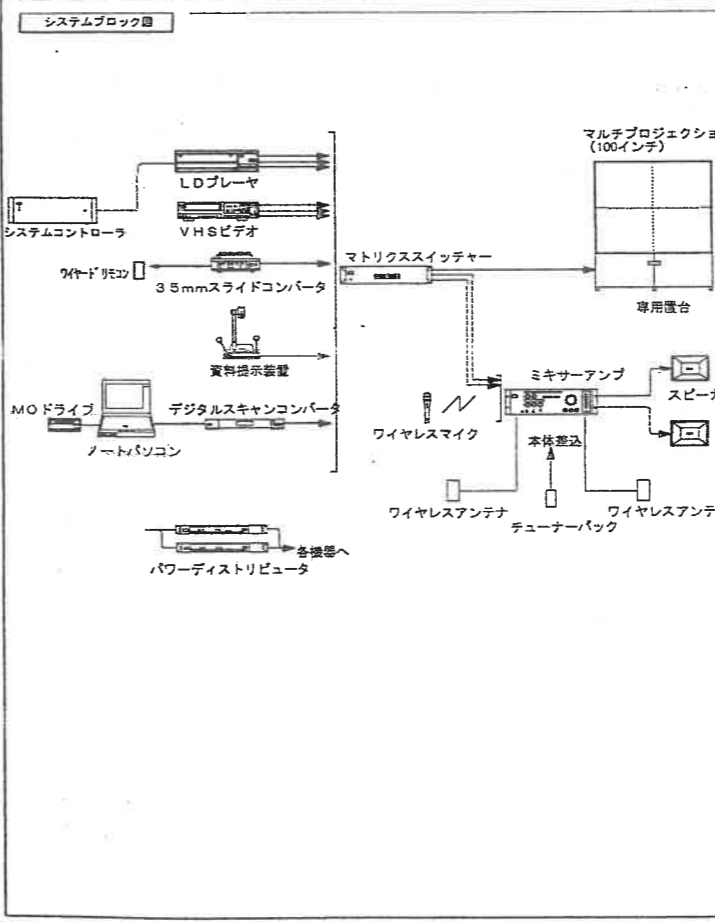 システムブロック図
マルチプロジェクショ
(100インチ)
LDプレーヤ
システムコントローラ
VHSビデオ
マトリクススイッチャー
ワイヤードリモコン
35mmスライドコンバータ
専用置台
資料提示装置
ミキサーアンプ
スピーカ
MOドライブ
デジタルスキャンコンバータ
ワイヤレスマイク
ノートパソコン
本体差込
ワイヤレスアンテナ
ワイヤレスアンテ
チューナーパック
各機器へ
パワーディストリビュータ